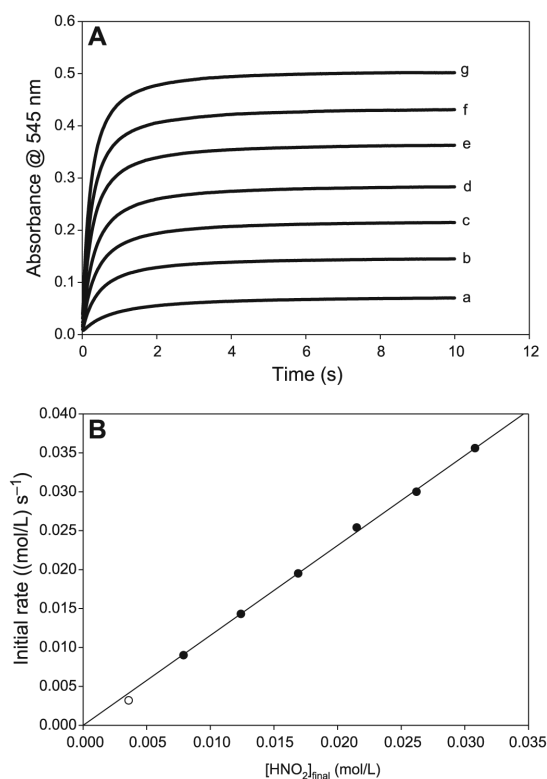 A
Absorbance @ 545 nm
0.6
0.5
0.4
0.3
0.2
0.1
0.0
g
f
e
d
c
b
a
0 2 4 6 8 10 12
Time (s)
B
Initial rate ((mol/L) s⁻¹)
0.040
0.035
0.030
0.025
0.020
0.015
0.010
0.005
0.000
0.000 0.005 0.010 0.015 0.020 0.025 0.030 0.035
[HNO₂]final (mol/L)